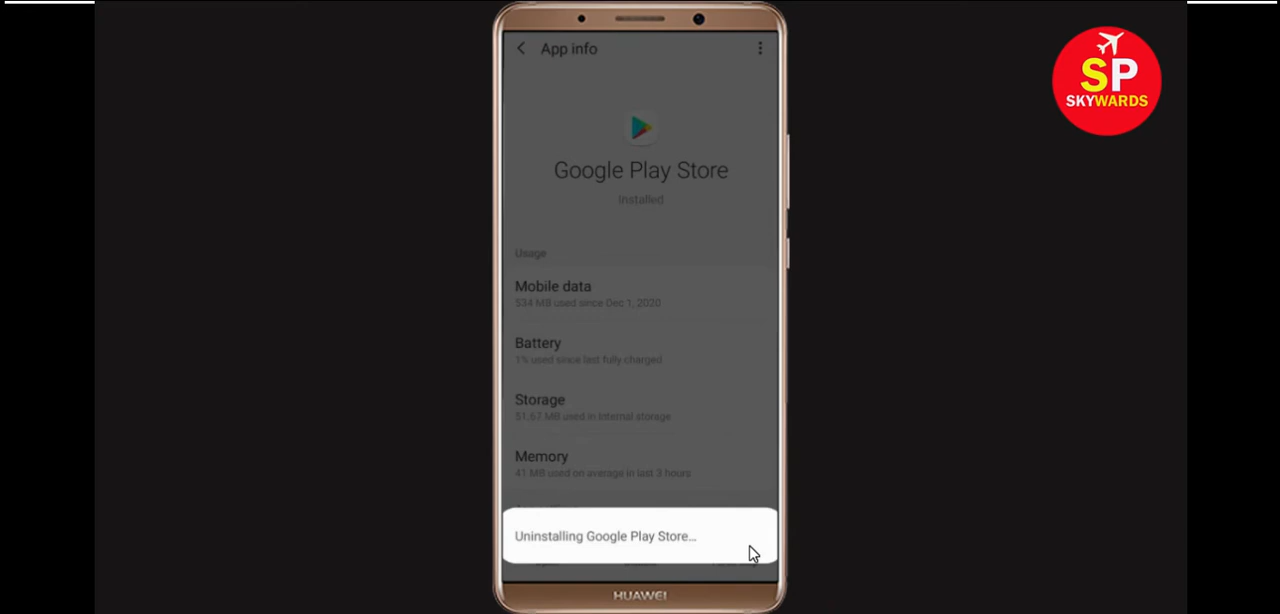 App info
SP
SKYWARDS
Google Play Store
Installed
Usage
Mobile data
534 MB used since Dec 1, 2020
Battery
1% used since last fully charged
Storage
51.67 MB used in Internal storage
Memory
41 MB used on average in last 3 hours
Uninstalling Google Play Store...
HUAWEI